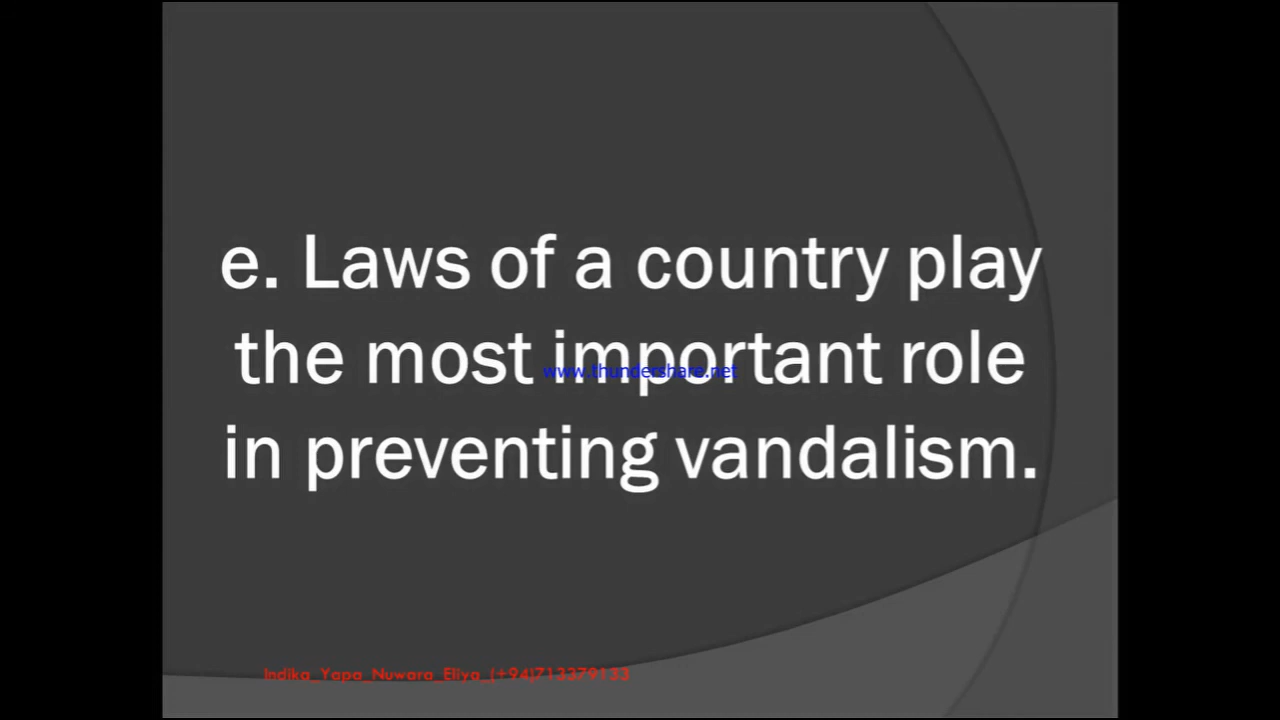 e. Laws of a country play
the most important role
www.thundershare.net
in preventing vandalism.
Indika_Yapa_Nuwara_Eliya_(+94)713379133